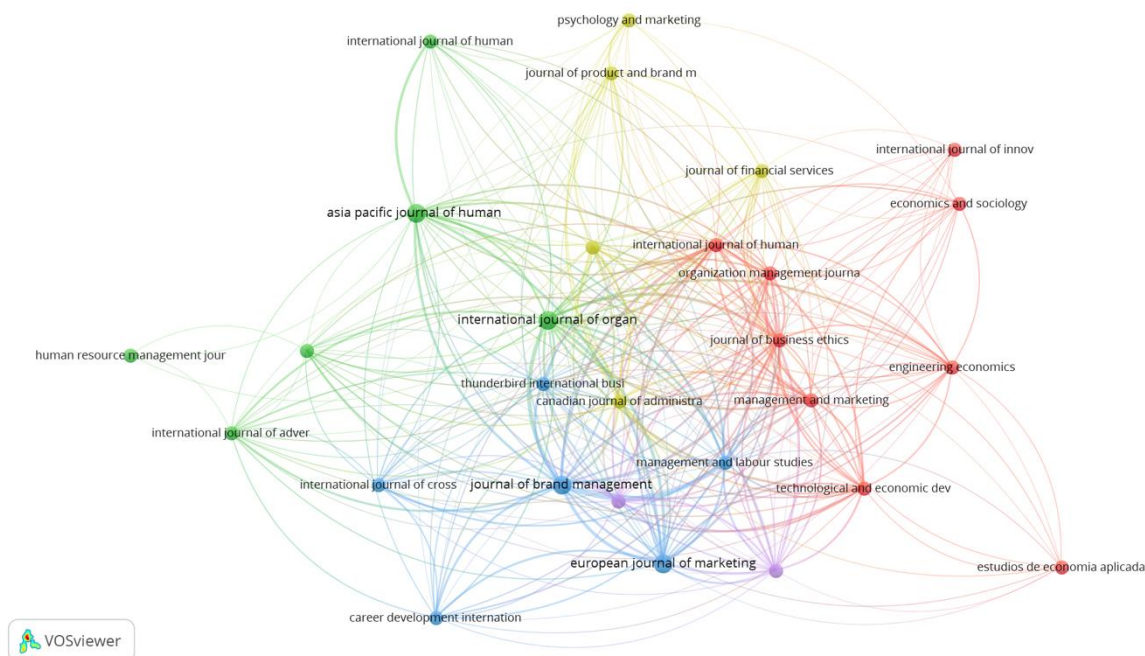 psychology and marketing
international journal of human
journal of product and brand m
international journal of innov
journal of financial services
economics and sociology
asia pacific journal of human
international journal of human
organization management journa
international journal of organ
journal of business ethics
human resource management jour
engineering economics
thunderbird international busi
canadian journal of administra
management and marketing
international journal of adver
management and labour studies
international journal of cross
journal of brand management
technological and economic dev
european journal of marketing
estudios de economia aplicada
career development internation
VOSviewer